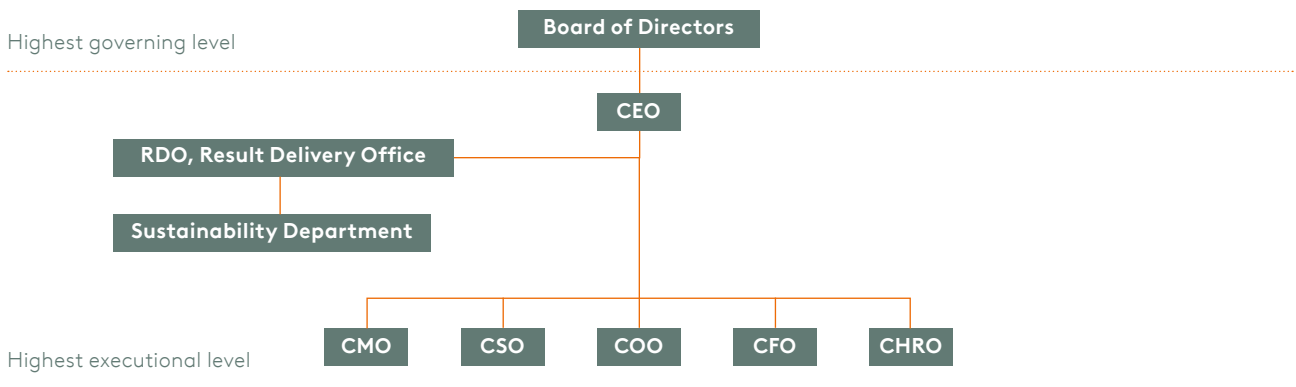 Board of Directors
Highest governing level
CEO
RDO, Result Delivery Office
Sustainability Department
CMO
CSO
COO
CFO
CHRO
Highest executional level